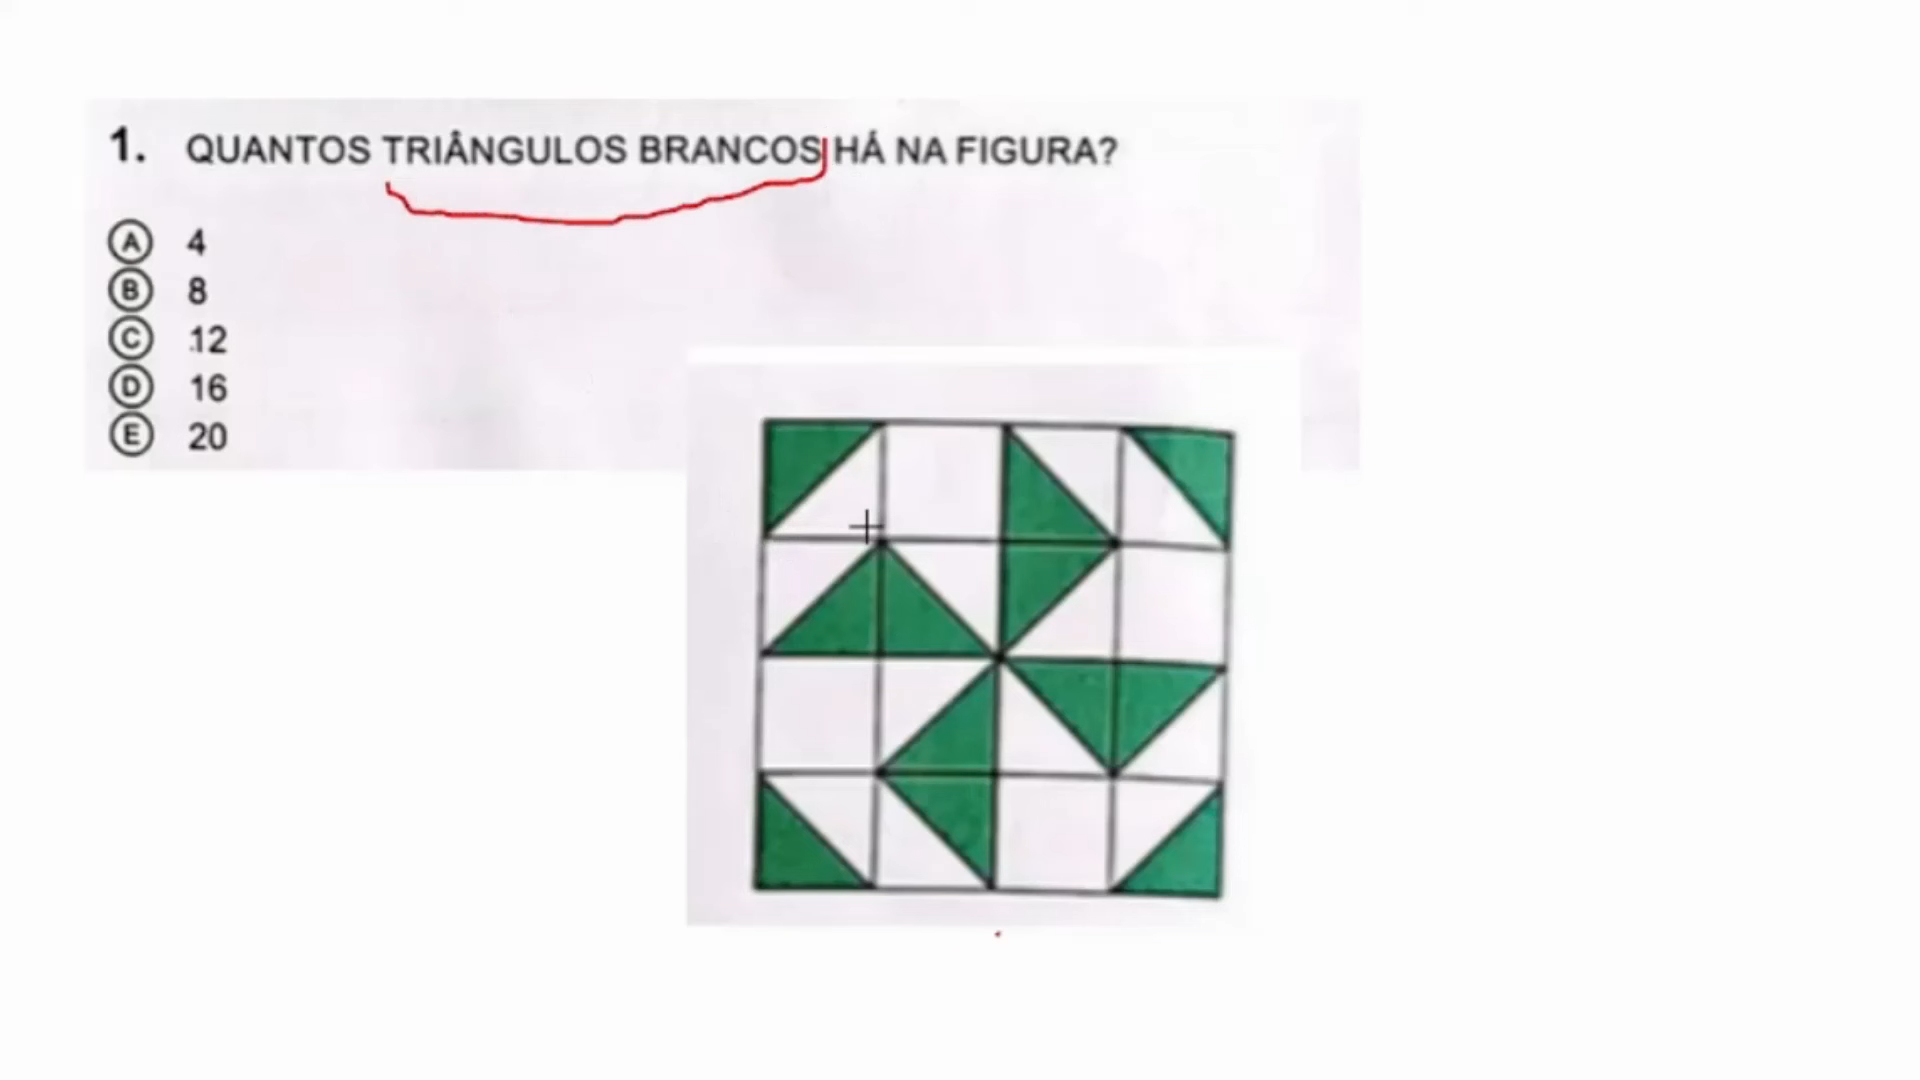 1. QUANTOS TRIÂNGULOS BRANCOS HÁ NA FIGURA?
A 4
B 8
C 12
D 16
E 20